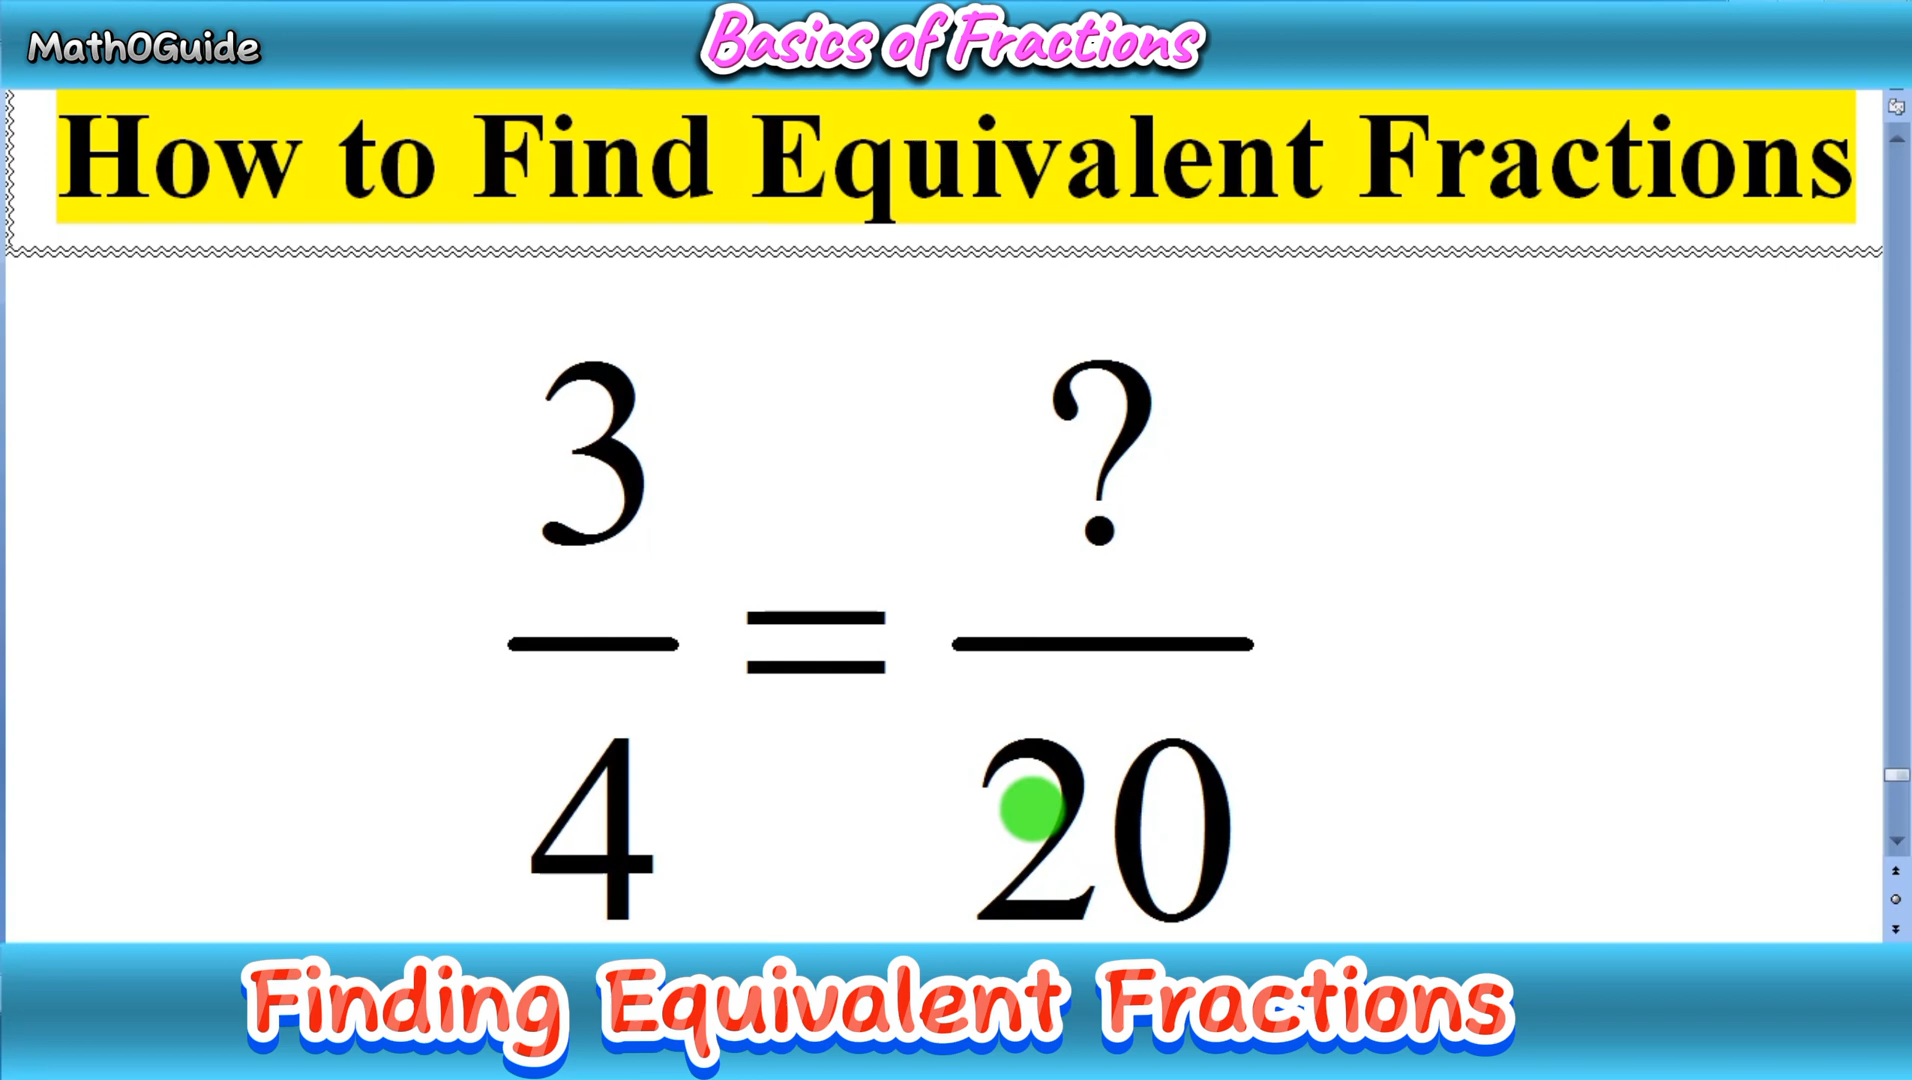 MathOGuide
Basics of Fractions
How to Find Equivalent Fractions
3 ?
=
4 20
Finding Equivalent Fractions